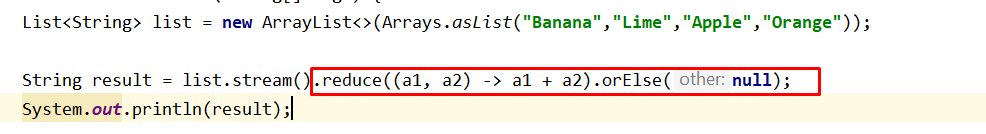 List<String> list = new ArrayList<>(Arrays.asList("Banana","Lime","Apple","Orange"));
String result = list.stream().reduce((a1, a2) -> a1 + a2).orElse( other: null);
System.out.println(result);